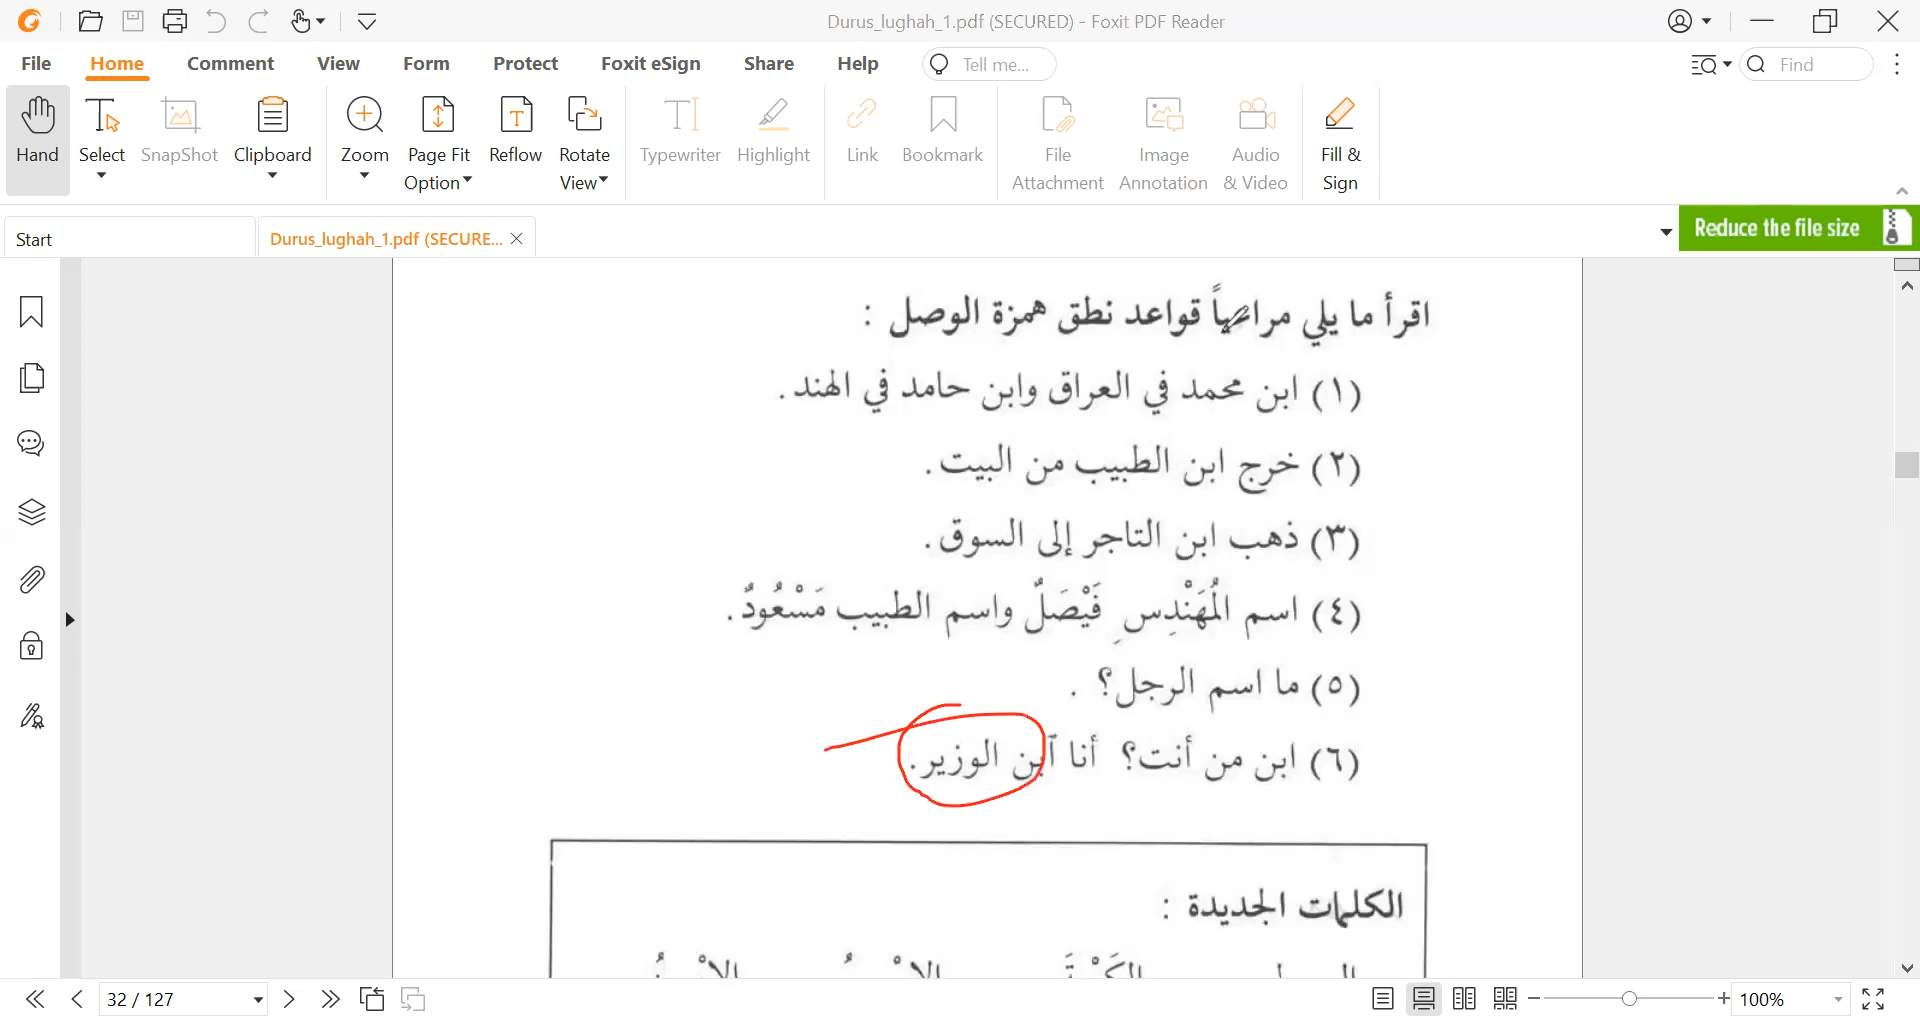 Durus_lughah_1.pdf (SECURED) - Foxit PDF Reader
File Home Comment View Form Protect Foxit eSign Share Help Tell me... Find
Hand Select SnapShot Clipboard Zoom Page Fit Option Reflow Rotate View Typewriter Highlight Link Bookmark File Attachment Image Annotation Audio & Video Fill & Sign
Start Durus_lughah_1.pdf (SECURE... Reduce the file size
اقرأ ما يلي مراعياً قواعد نطق همزة الوصل :
(١) ابن محمد في العراق وابن حامد في الهند .
(٢) خرج ابن الطبيب من البيت .
(٣) ذهب ابن التاجر إلى السوق .
(٤) اسم الْمُهَنْدِسِ فَيْصَلٌ واسم الطبيب مَسْعُودٌ .
(٥) ما اسم الرجل؟ .
(٦) ابن من أنت؟ أنا ٱبن الوزير .
الكلمات الجديدة :
32 / 127 100%